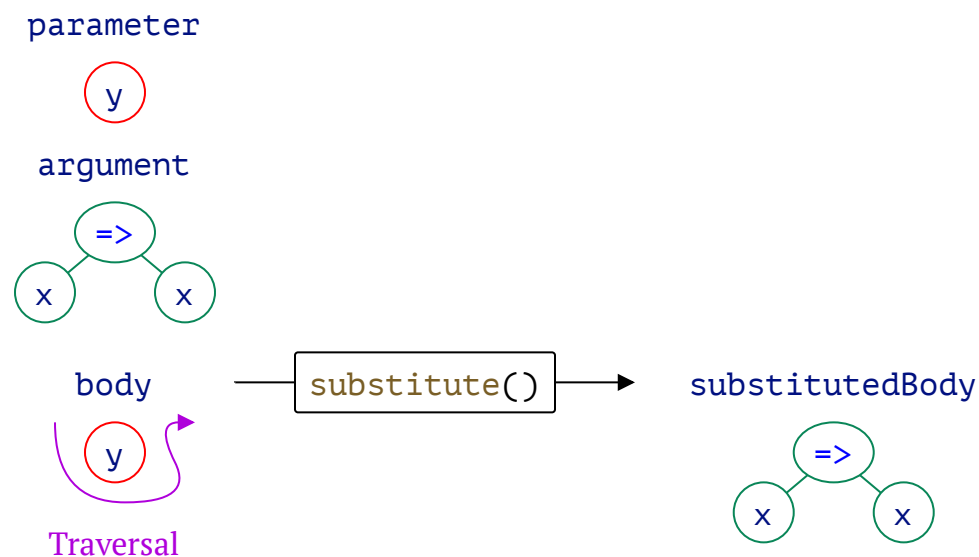 parameter
y
argument
=>
x x
body substitute() substitutedBody
y =>
x x
Traversal